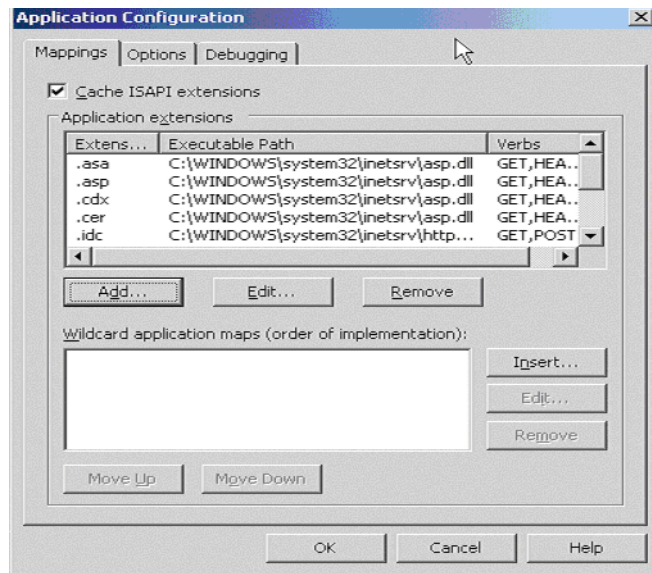 Application Configuration
Mappings Options Debugging
Cache ISAPI extensions
Application extensions
Extens... Executable Path Verbs
.asa C:\WINDOWS\system32\inetsrv\asp.dll GET,HEA..
.asp C:\WINDOWS\system32\inetsrv\asp.dll GET,HEA..
.cdx C:\WINDOWS\system32\inetsrv\asp.dll GET,HEA..
.cer C:\WINDOWS\system32\inetsrv\asp.dll GET,HEA..
.idc C:\WINDOWS\system32\inetsrv\http... GET,POST
Add... Edit... Remove
Wildcard application maps (order of implementation):
Insert...
Edit...
Remove
Move Up Move Down
OK Cancel Help